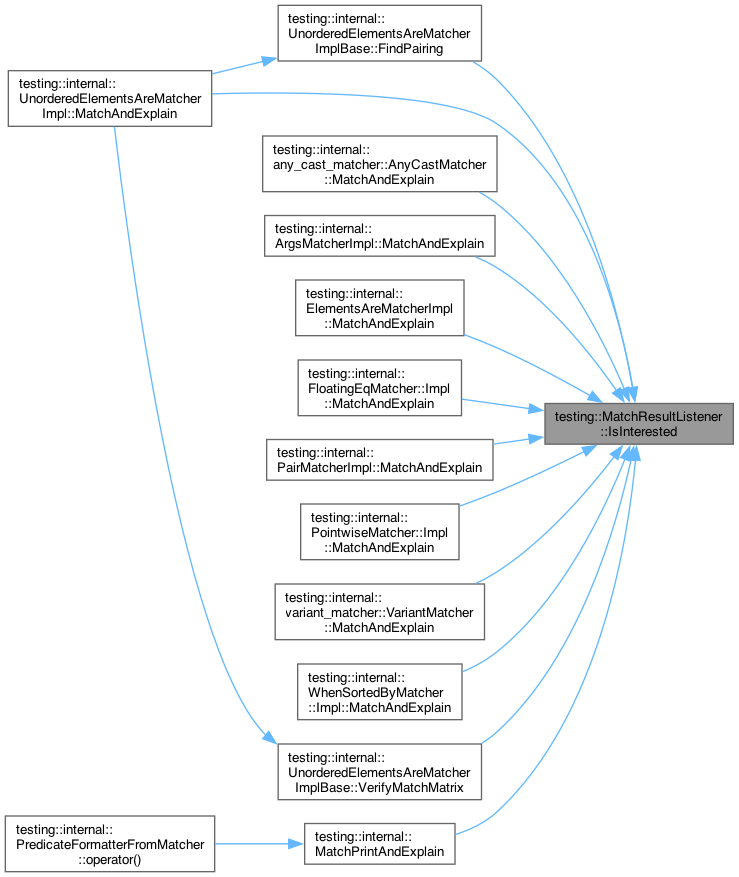 testing::internal::
UnorderedElementsAreMatcher
ImplBase::FindPairing
testing::internal::
UnorderedElementsAreMatcher
Impl::MatchAndExplain
testing::internal::
any_cast_matcher::AnyCastMatcher
::MatchAndExplain
testing::internal::
ArgsMatcherImpl::MatchAndExplain
testing::internal::
ElementsAreMatcherImpl
::MatchAndExplain
testing::internal::
FloatingEqMatcher::Impl
::MatchAndExplain
testing::MatchResultListener
::IsInterested
testing::internal::
PairMatcherImpl::MatchAndExplain
testing::internal::
PointwiseMatcher::Impl
::MatchAndExplain
testing::internal::
variant_matcher::VariantMatcher
::MatchAndExplain
testing::internal::
WhenSortedByMatcher
::Impl::MatchAndExplain
testing::internal::
UnorderedElementsAreMatcher
ImplBase::VerifyMatchMatrix
testing::internal::
PredicateFormatterFromMatcher
::operator()
testing::internal::
MatchPrintAndExplain